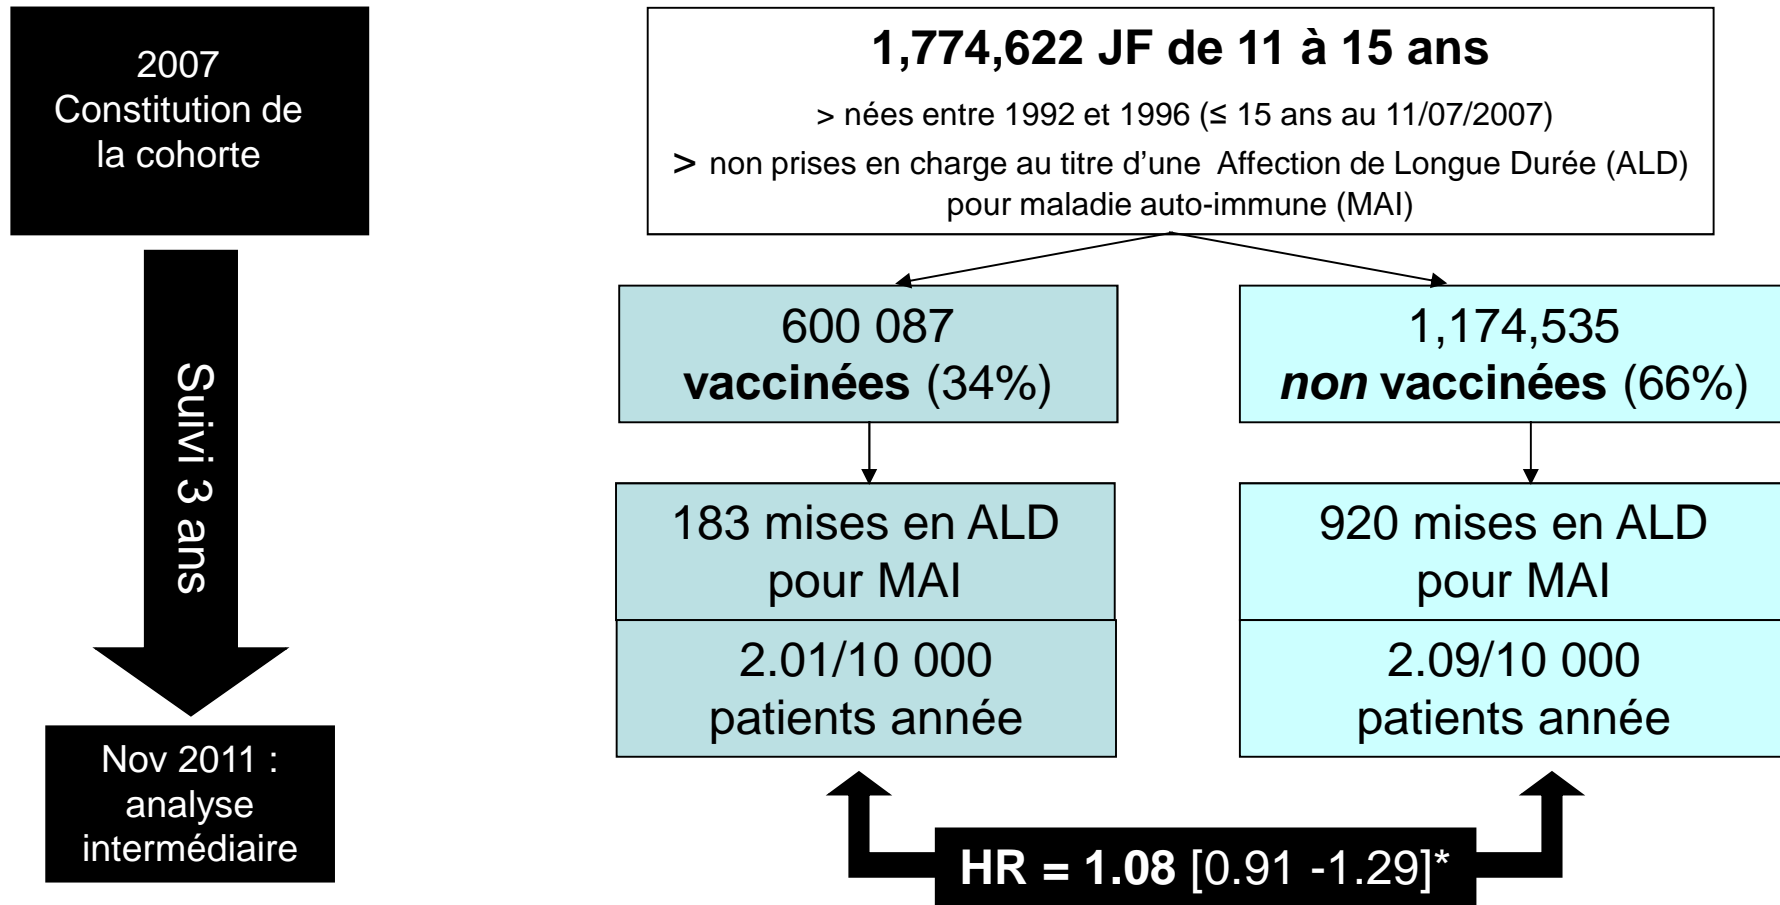 2007
Constitution de
la cohorte
1,774,622 JF de 11 à 15 ans
> nées entre 1992 et 1996 (≤ 15 ans au 11/07/2007)
> non prises en charge au titre d'une Affection de Longue Durée (ALD)
pour maladie auto-immune (MAI)
Suivi 3 ans
600 087
vaccinées (34%)
1,174,535
non vaccinées (66%)
183 mises en ALD
pour MAI
920 mises en ALD
pour MAI
2.01/10 000
patients année
2.09/10 000
patients année
Nov 2011 :
analyse
intermédiaire
HR = 1.08 [0.91 -1.29]*